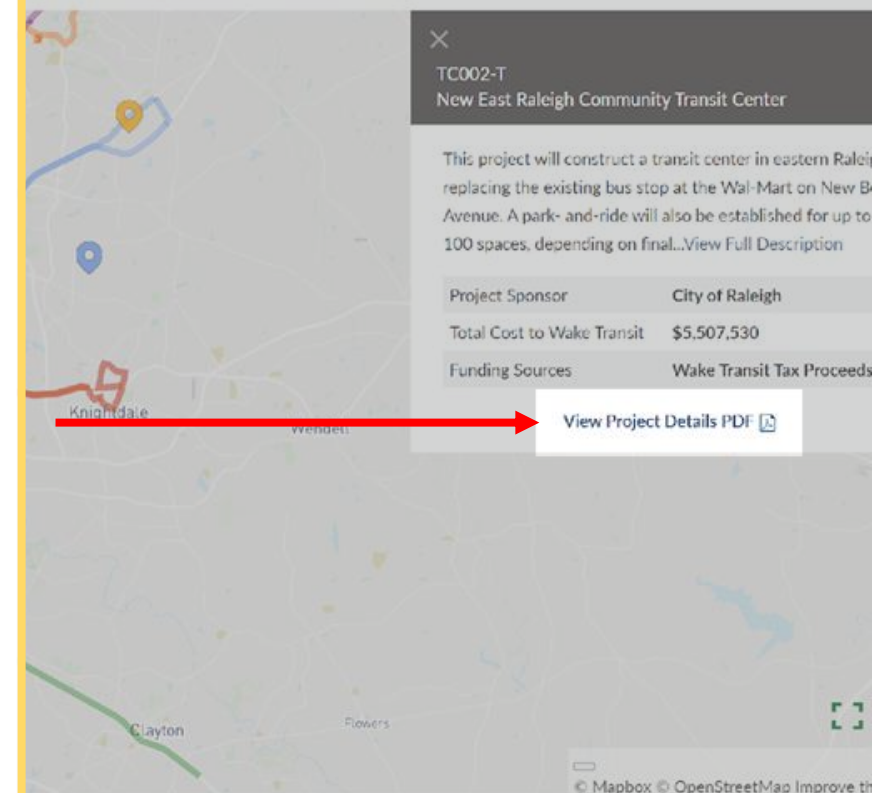 TC002-T
New East Raleigh Community Transit Center
This project will construct a transit center in eastern
replacing the existing bus stop at the Wal-Mart on New
Avenue. A park- and-ride will also be established for up to
100 spaces, depending on final...View Full Description
Project Sponsor City of Raleigh
Total Cost to Wake Transit $5,507,530
Funding Sources Wake Transit Tax Proceeds
View Project Details PDF
Knightdale
Wendell
Clayton
Flowers
© Mapbox © OpenStreetMap Improve